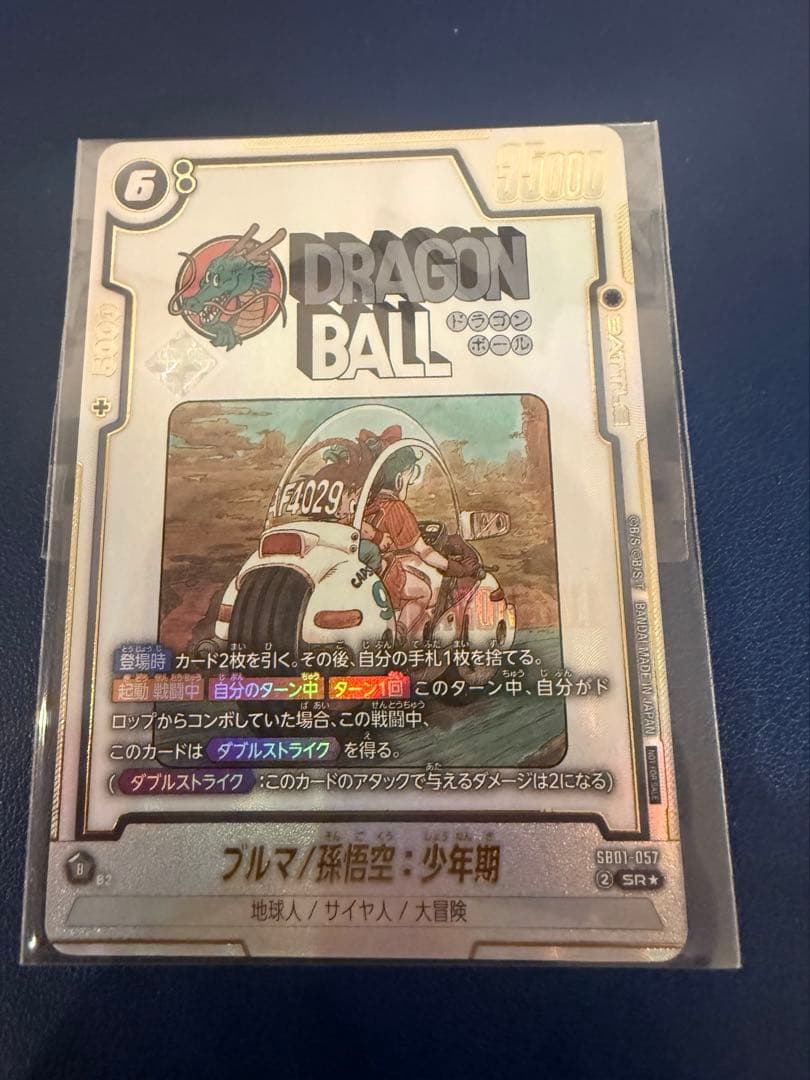 6 8
35000
DRAGON
BALL ドラゴン
ボール
+ 5000
BATTLE
AF4029
CAPS
9
©B/S ©B/S, T BANDAI MADE IN JAPAN
NOT FOR SALE
登場時 カード2枚を引く。その後、自分の手札1枚を捨てる。
起動 戦闘中 自分のターン中 ターン1回 このターン中、自分がド
ロップからコンボしていた場合、この戦闘中、
このカードは ダブルストライク を得る。
( ダブルストライク :このカードのアタックで与えるダメージは2になる)
ブルマ/孫悟空:少年期
SB01-057
B
② SR★
地球人 / サイヤ人 / 大冒険